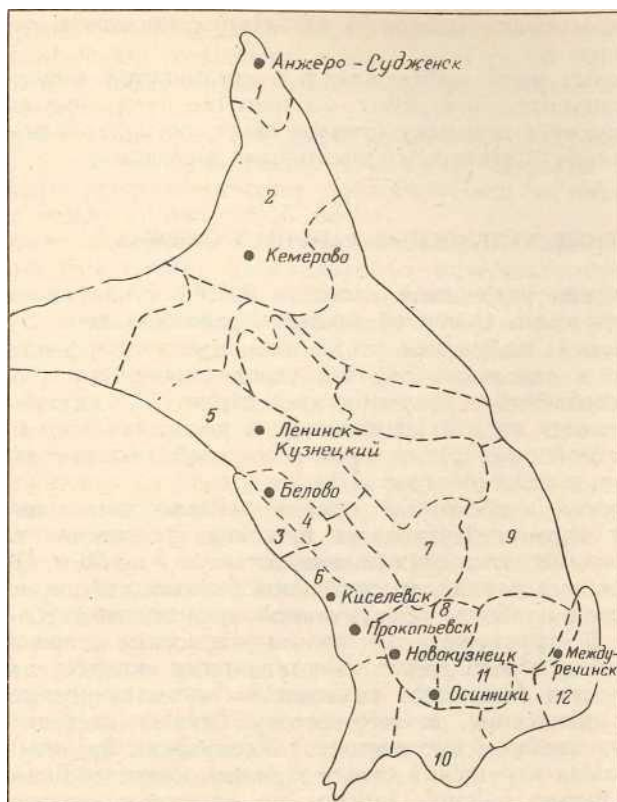 Анжеро-Судженск
1
2
Кемерово
5
Ленинск-
Кузнецкий
Белово
3
4
7
9
6
Киселевск
18
Прокопьевск
Новокузнецк
Между-
реченск
11
Осинники
12
10